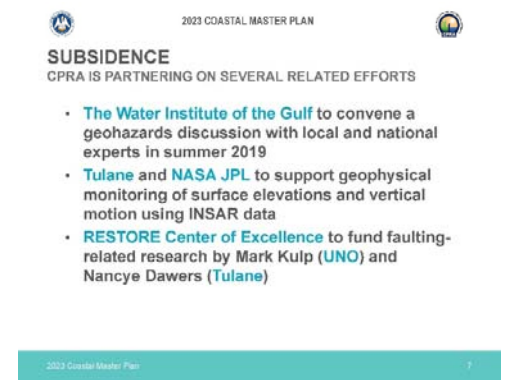 2023 COASTAL MASTER PLAN
SUBSIDENCE
CPRA IS PARTNERING ON SEVERAL RELATED EFFORTS
• The Water Institute of the Gulf to convene a
geohazards discussion with local and national
experts in summer 2019
• Tulane and NASA JPL to support geophysical
monitoring of surface elevations and vertical
motion using INSAR data
• RESTORE Center of Excellence to fund faulting-
related research by Mark Kulp (UNO) and
Nancye Dawers (Tulane)
2023 Coastal Master Plan
7